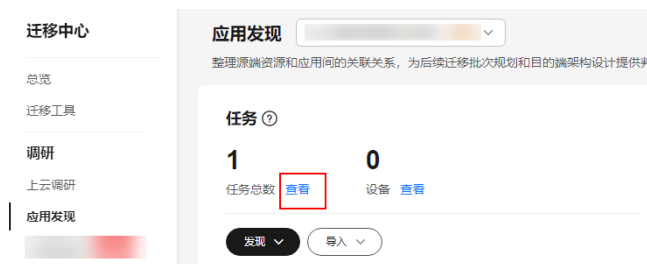 迁移中心
总览
迁移工具
调研
上云调研
应用发现
应用发现
整理源端资源和应用间的关联关系，为后续迁移批次规划和目的端架构设计提供
任务
1 0
任务总数 查看 设备 查看
发现 导入